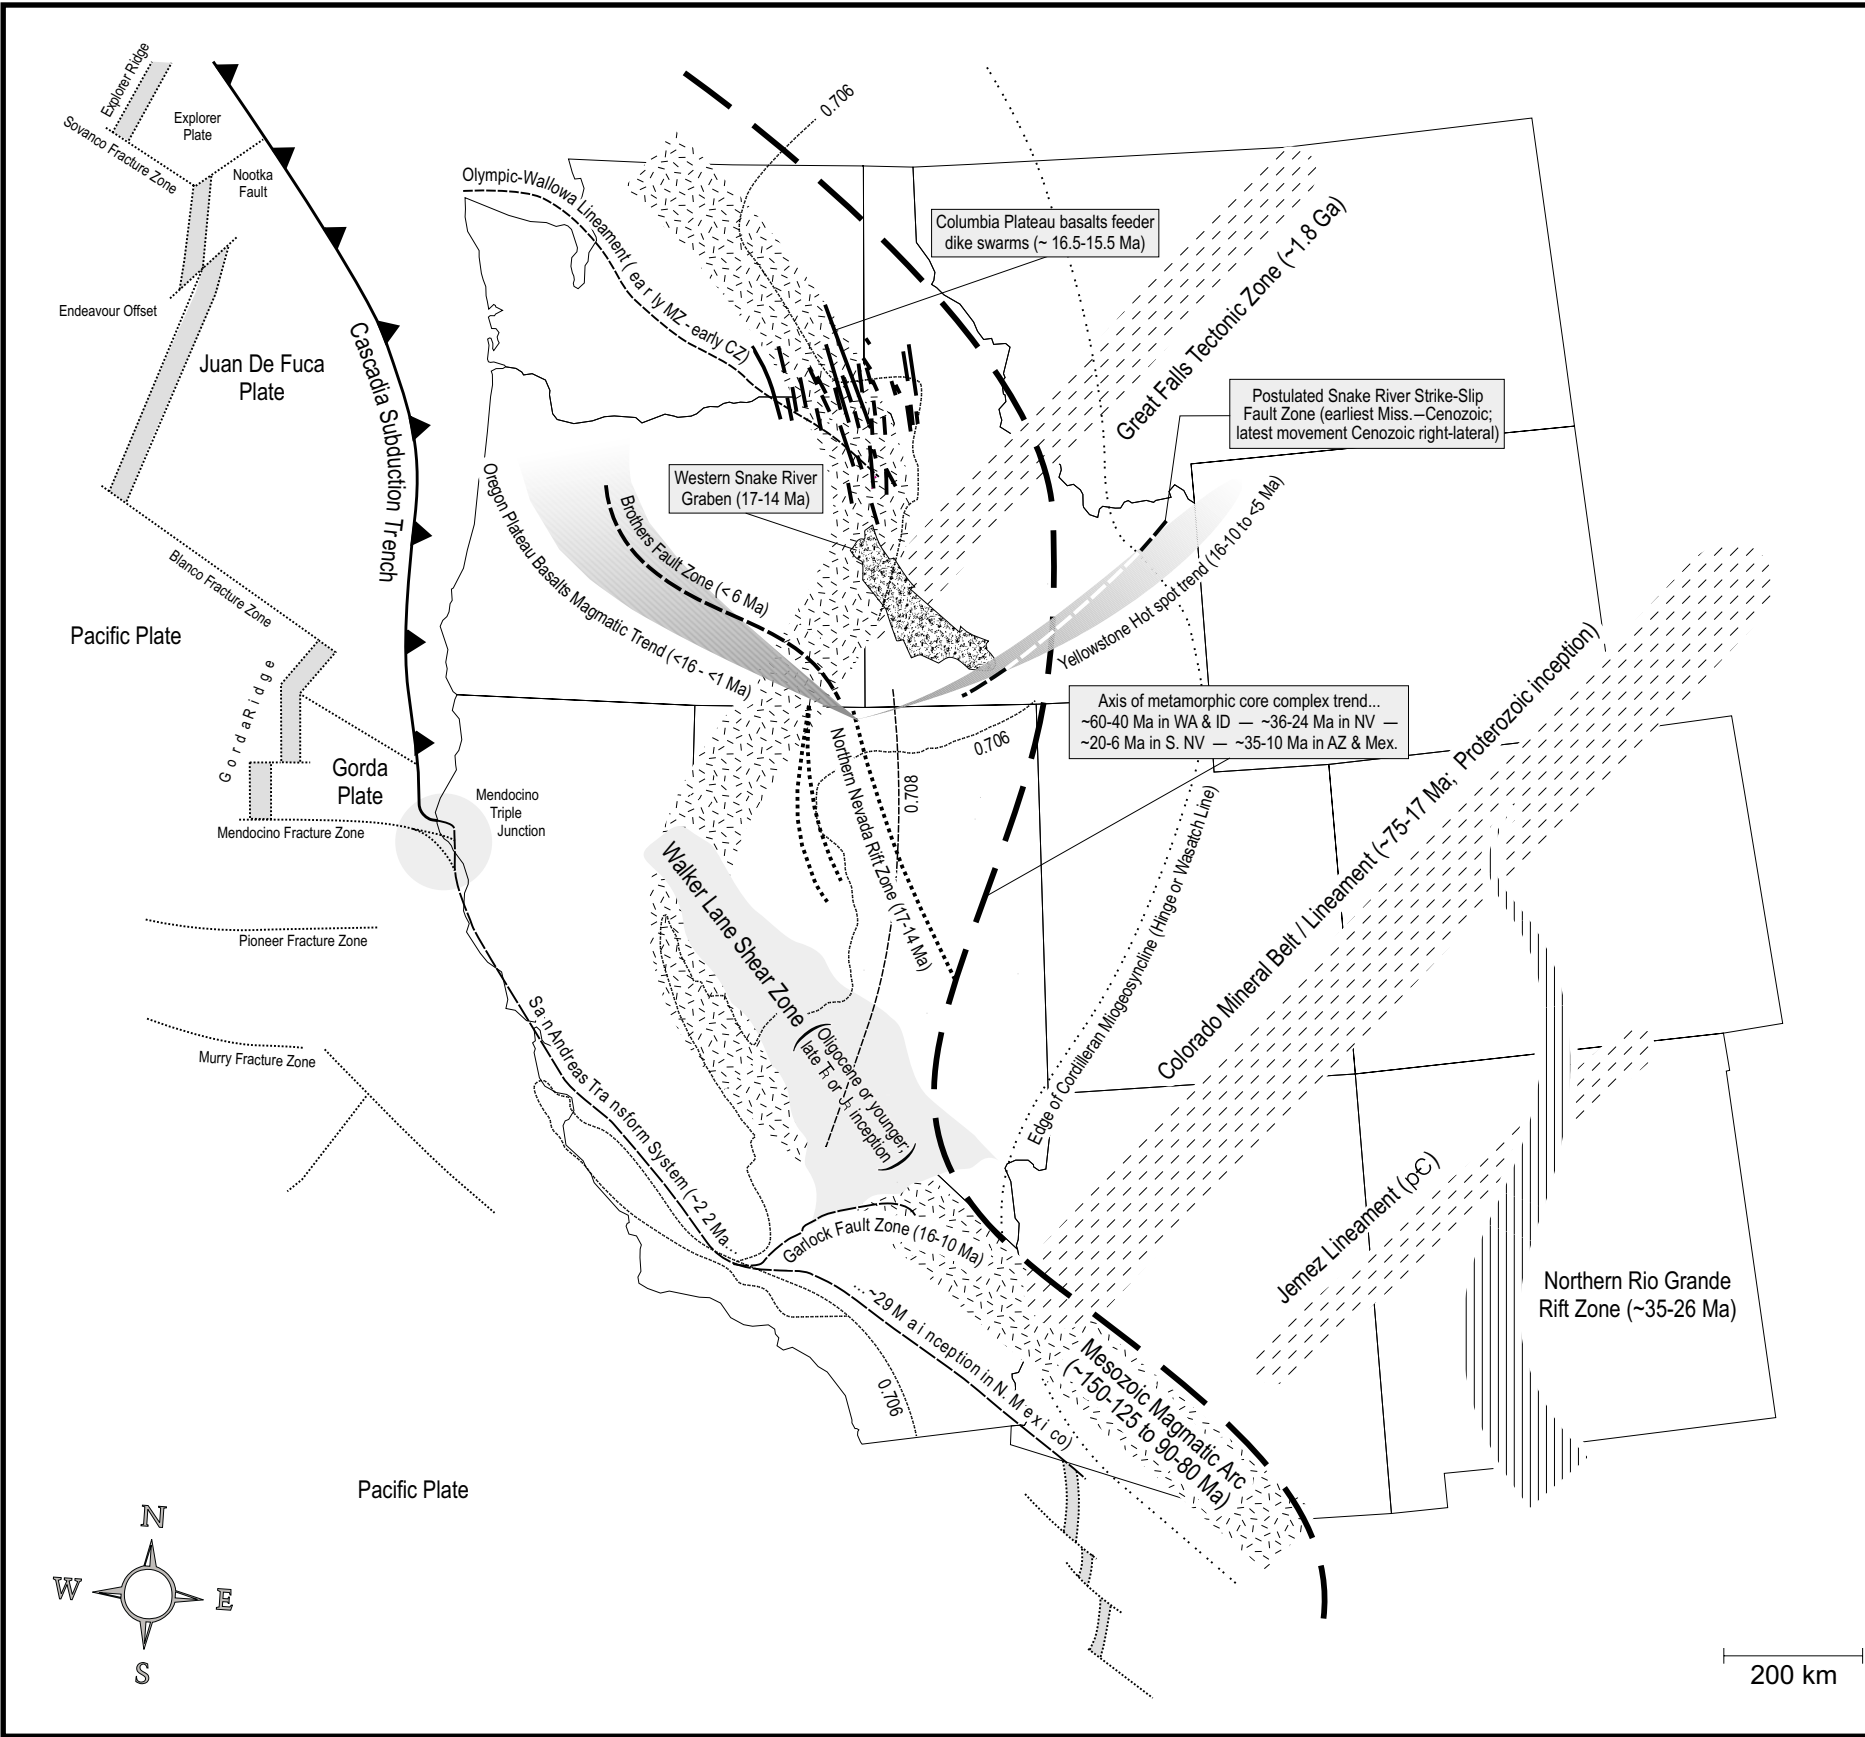 Explorer Ridge
Explorer
Plate
Sovanco Fracture Zone
Nootka
Fault
Endeavour Offset
Juan De Fuca
Plate
Cascadia Subduction Trench
Blanco Fracture Zone
Pacific Plate
Gorda Ridge
Gorda
Plate
Mendocino
Triple
Junction
Mendocino Fracture Zone
Pioneer Fracture Zone
Murry Fracture Zone
Pacific Plate
0.706
Olympic-Wallowa Lineament (early MZ - early CZ)
Columbia Plateau basalts feeder
dike swarms (~ 16.5-15.5 Ma)
Great Falls Tectonic Zone (~1.8 Ga)
Postulated Snake River Strike-Slip
Fault Zone (earliest Miss.–Cenozoic;
latest movement Cenozoic right-lateral)
Western Snake River
Graben (17-14 Ma)
Brothers Fault Zone (< 6 Ma)
Oregon Plateau Basalts Magmatic Trend (<16 - <1 Ma)
Yellowstone Hot spot trend (16-10 to <5 Ma)
Axis of metamorphic core complex trend...
~60-40 Ma in WA & ID — ~36-24 Ma in NV —
~20-6 Ma in S. NV — ~35-10 Ma in AZ & Mex.
0.706
0.708
Northern Nevada Rift Zone (17-14 Ma)
Walker Lane Shear Zone
(Oligocene or younger;
late TR or JR inception)
Edge of Cordilleran Miogeosyncline (Hinge or Wasatch Line)
Colorado Mineral Belt / Lineament (~75-17 Ma; Proterozoic inception)
San Andreas Transform System (~22 Ma...
... ~29 Ma inception in N. Mexico)
Garlock Fault Zone (16-10 Ma)
0.706
Jemez Lineament (p€)
Northern Rio Grande
Rift Zone (~35-26 Ma)
Mesozoic Magmatic Arc
(~150-125 to 90-80 Ma)
N
W
E
S
200 km